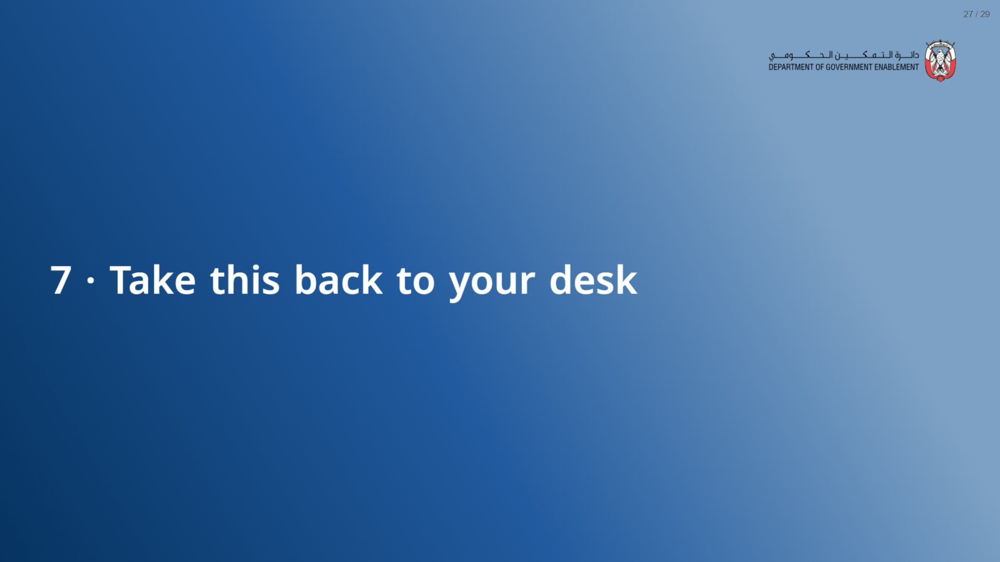 27 / 29
دائرة التمكين الحكومي
DEPARTMENT OF GOVERNMENT ENABLEMENT
7 · Take this back to your desk